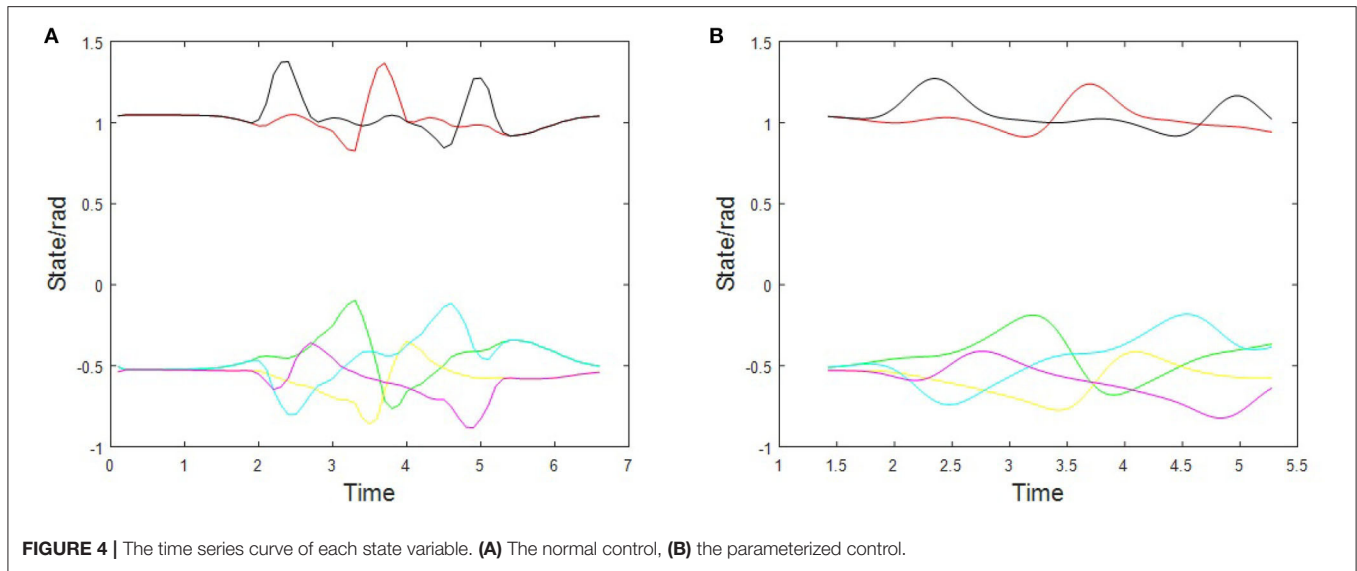 A
1.5
1
0.5
0
-0.5
-1
State/rad
0 1 2 3 4 5 6 7
Time
B
1.5
1
0.5
0
-0.5
-1
State/rad
1 1.5 2 2.5 3 3.5 4 4.5 5 5.5
Time
FIGURE 4 | The time series curve of each state variable. (A) The normal control, (B) the parameterized control.